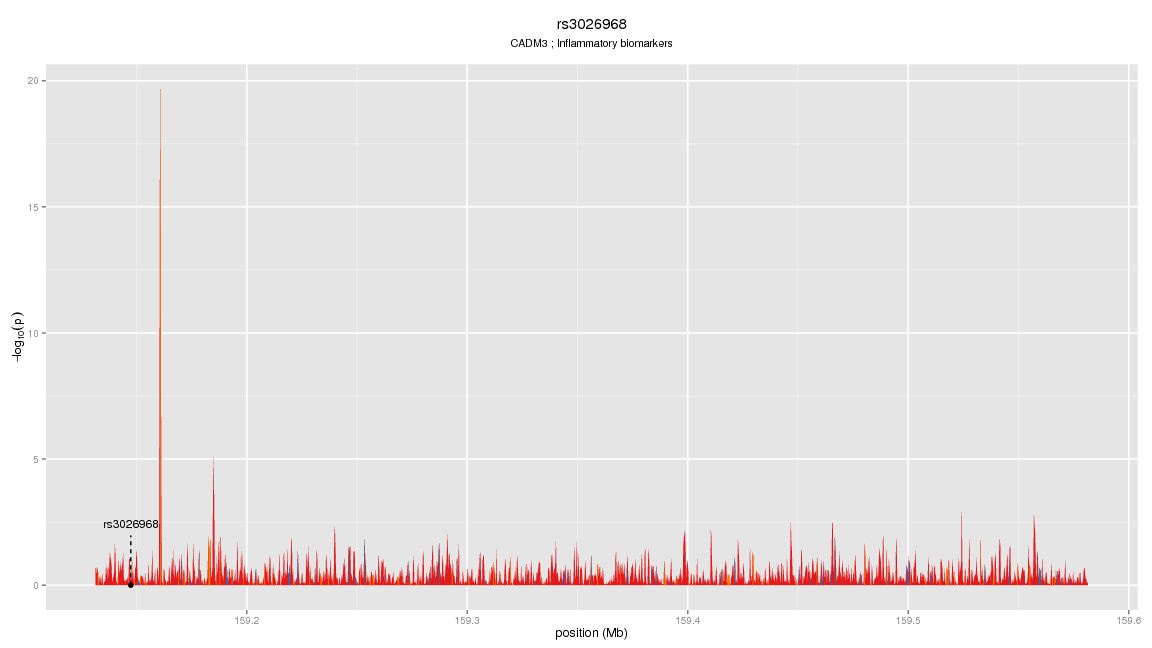 rs3026968
CADM3 ; Inflammatory biomarkers
20
15
10
5
0
−log10(p)
rs3026968
159.2
159.3
159.4
159.5
159.6
position (Mb)